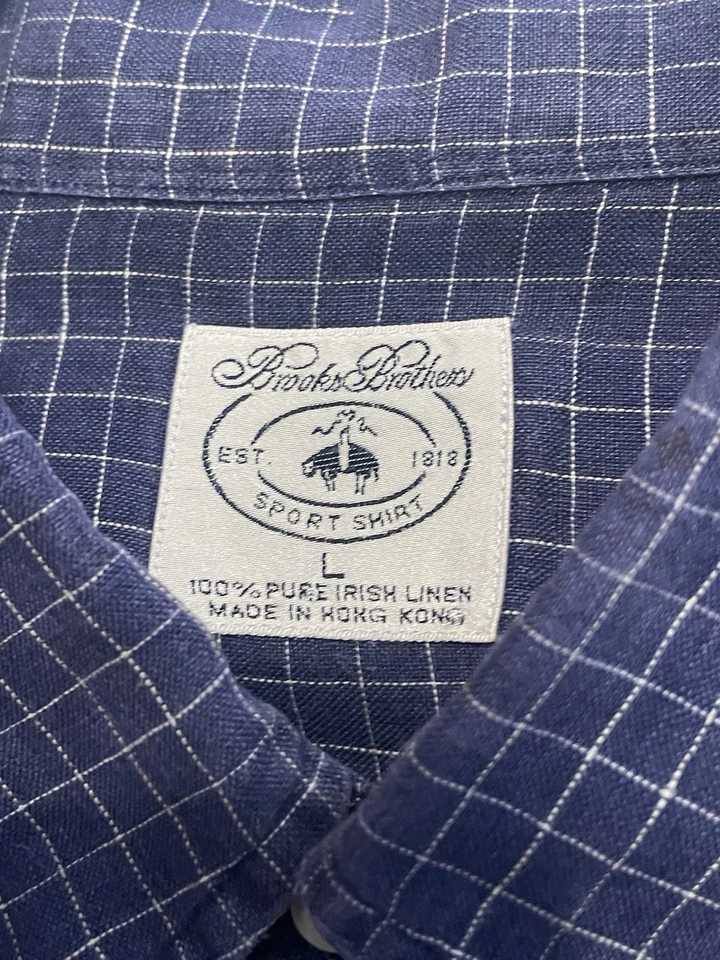 Brooks Brothers
EST. 1818
SPORT SHIRT
L
100% PURE IRISH LINEN
MADE IN HONG KONG